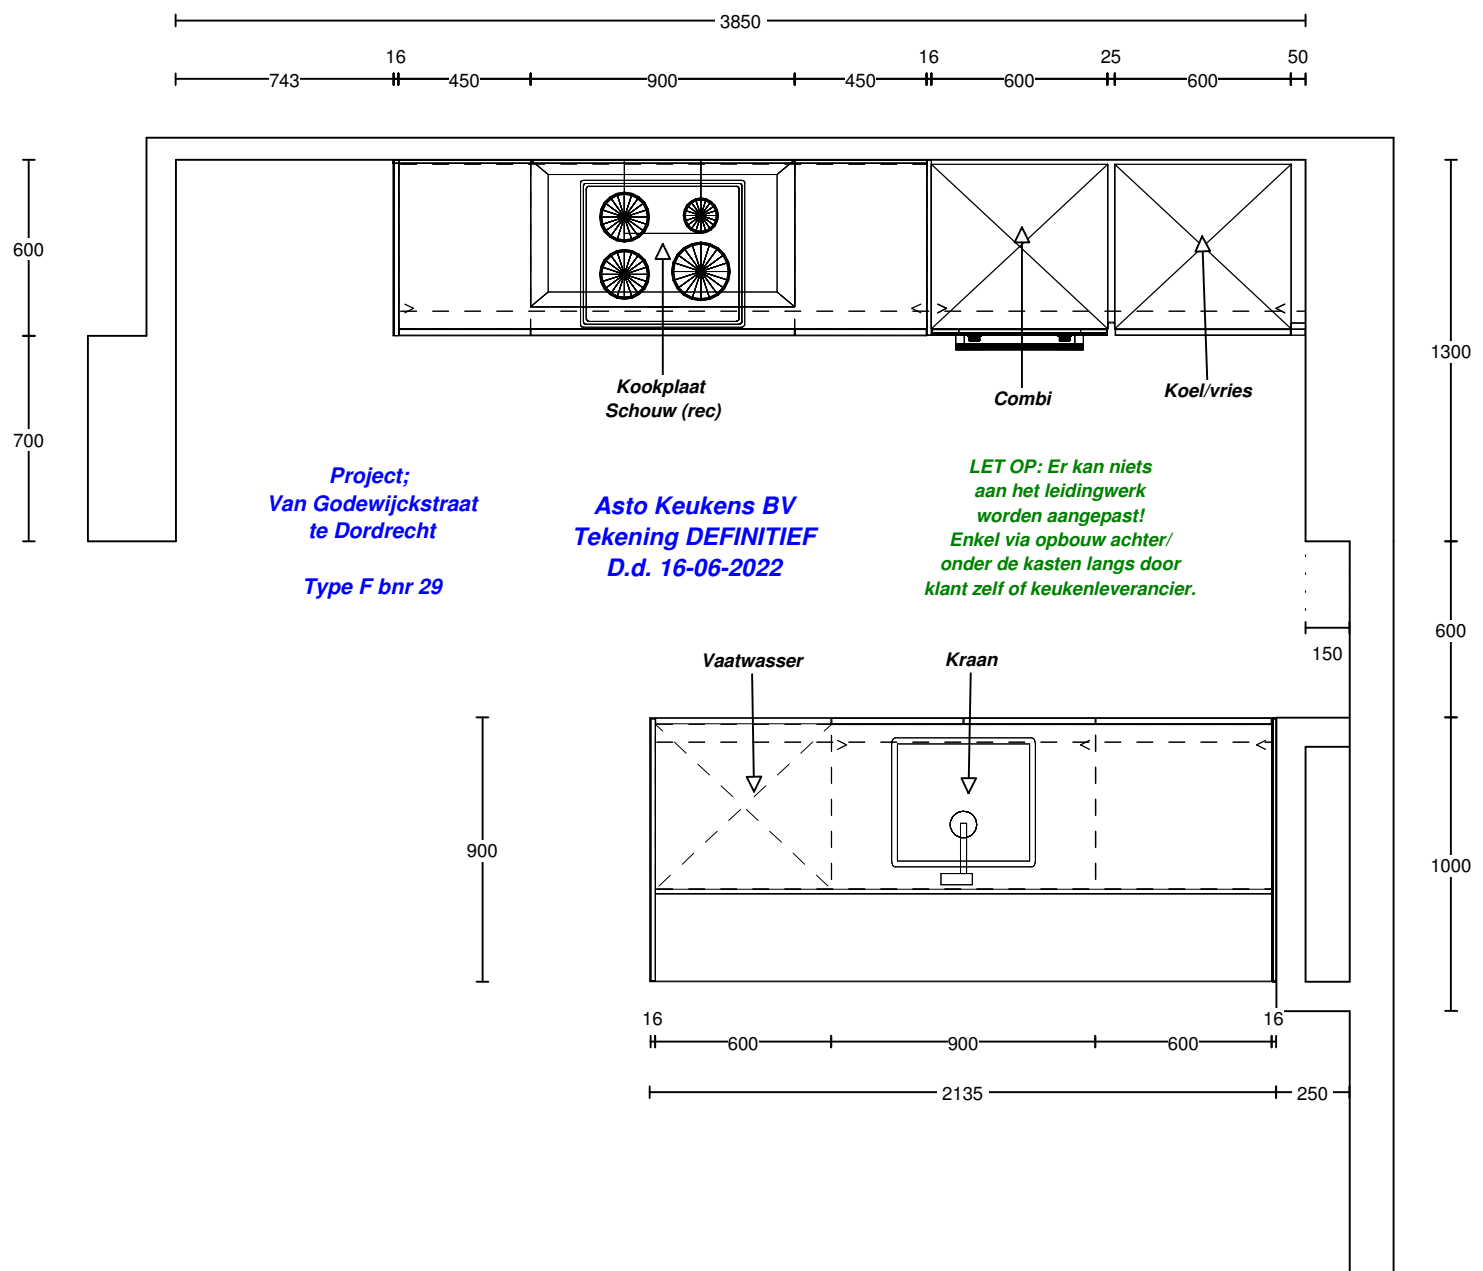 3850
16
16
25
50
743
450
900
450
600
600
600
700
1300
600
150
1000
Kookplaat
Schouw (rec)
Combi
Koel/vries
Project;
Van Godewijckstraat
te Dordrecht
Type F bnr 29
Asto Keukens BV
Tekening DEFINITIEF
D.d. 16-06-2022
LET OP: Er kan niets
aan het leidingwerk
worden aangepast!
Enkel via opbouw achter/
onder de kasten langs door
klant zelf of keukenleverancier.
Vaatwasser
Kraan
900
16
16
600
900
600
2135
250